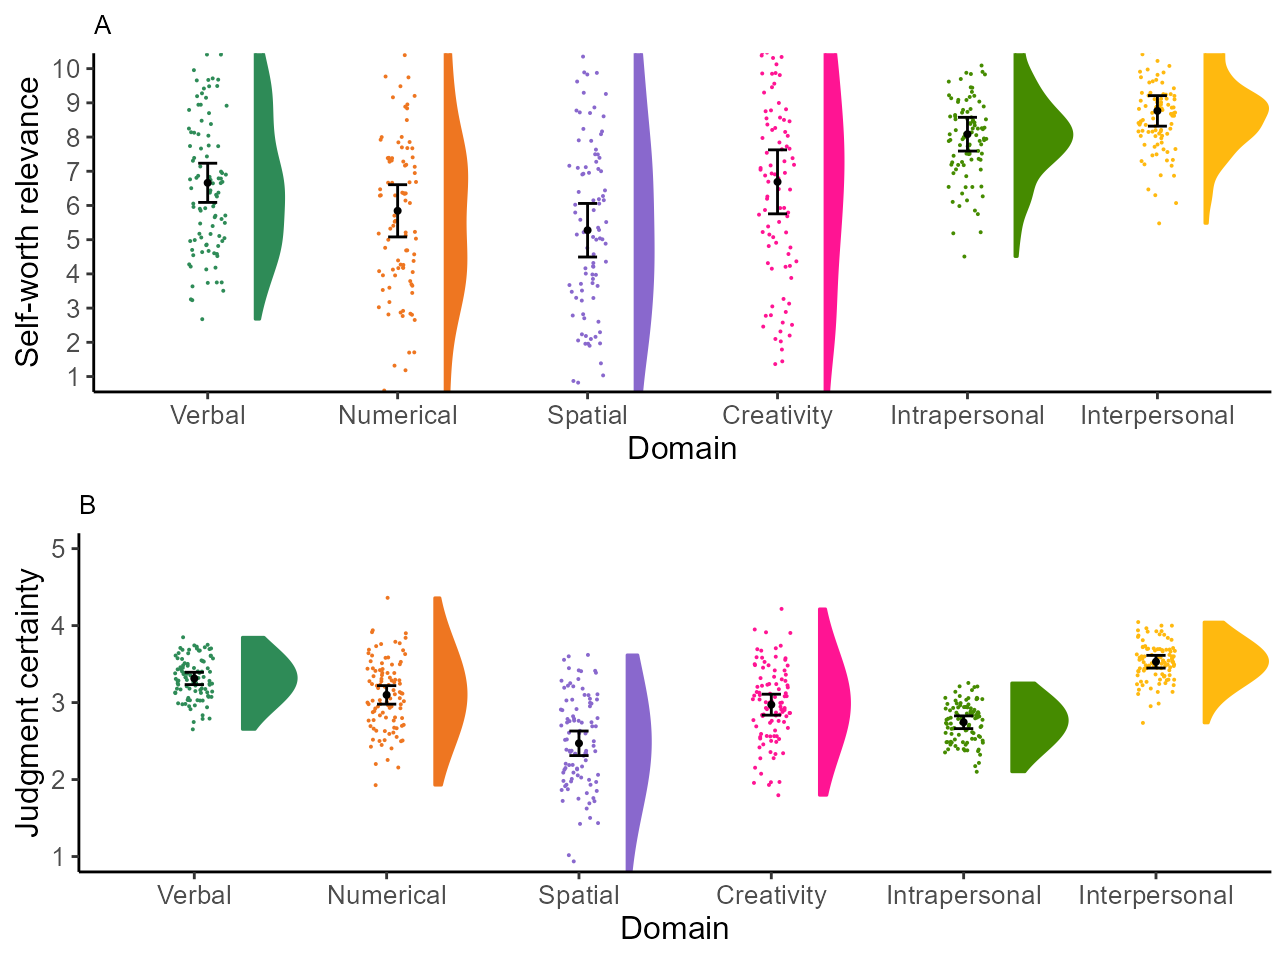 A
Self-worth relevance
10
9
8
7
6
5
4
3
2
1
Verbal Numerical Spatial Creativity Intrapersonal Interpersonal
Domain
B
Judgment certainty
5
4
3
2
1
Verbal Numerical Spatial Creativity Intrapersonal Interpersonal
Domain